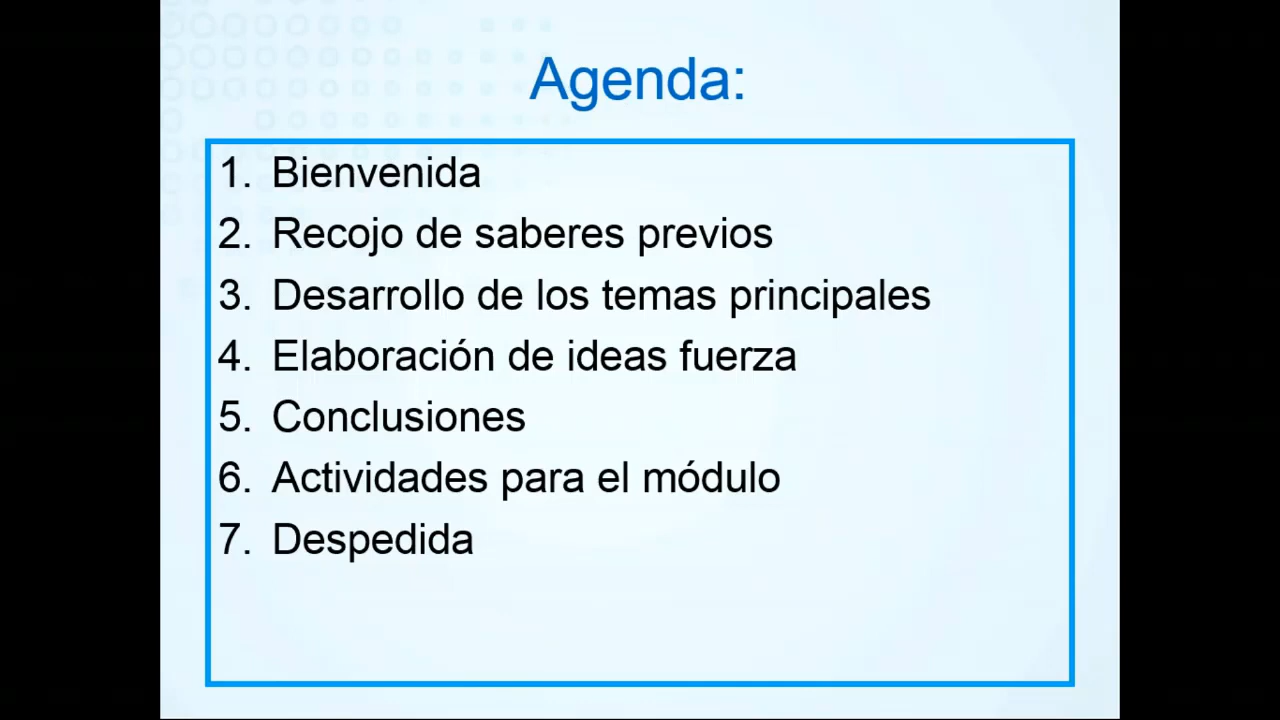 Agenda:
1. Bienvenida
2. Recojo de saberes previos
3. Desarrollo de los temas principales
4. Elaboración de ideas fuerza
5. Conclusiones
6. Actividades para el módulo
7. Despedida